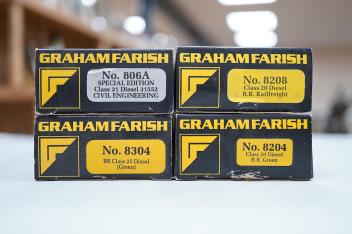 GRAHAM FARISH
No. 806A
SPECIAL EDITION
Class 21 Diesel 31552
CIVIL ENGINEERING
GRAHAM FARISH
No. 8208
Class 20 Diesel
B.R. Railfreight
GRAHAM FARISH
No. 8304
BR Class 25 Diesel
(Green)
GRAHAM FARISH
No. 8204
Class 20 Diesel
B.R. Green